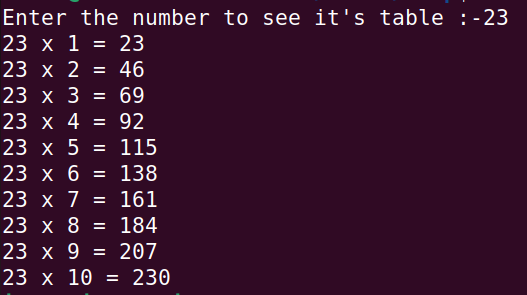 Enter the number to see it's table :-23
23 x 1 = 23
23 x 2 = 46
23 x 3 = 69
23 x 4 = 92
23 x 5 = 115
23 x 6 = 138
23 x 7 = 161
23 x 8 = 184
23 x 9 = 207
23 x 10 = 230